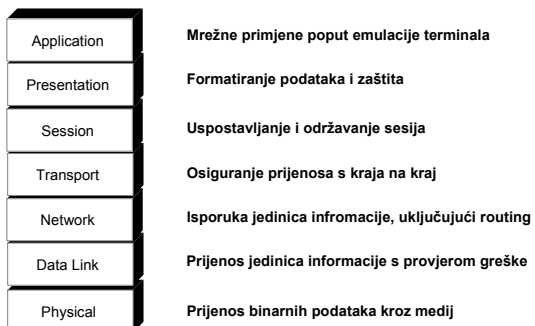 Application Mrežne primjene poput emulacije terminala
Presentation Formatiranje podataka i zaštita
Session Uspostavljanje i održavanje sesija
Transport Osiguranje prijenosa s kraja na kraj
Network Isporuka jedinica infromacije, uključujući routing
Data Link Prijenos jedinica informacije s provjerom greške
Physical Prijenos binarnih podataka kroz medij